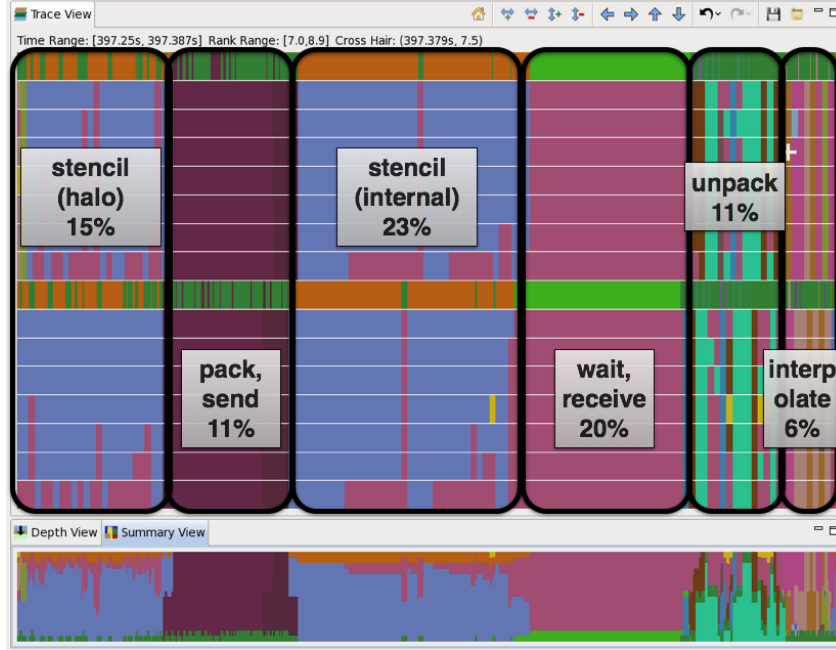 Trace View
Time Range: [397.25s, 397.387s] Rank Range: [7.0,8.9] Cross Hair: (397.379s, 7.5)
stencil
(halo)
15%
stencil
(internal)
23%
unpack
11%
pack,
send
11%
wait,
receive
20%
interp
olate
6%
Depth View
Summary View